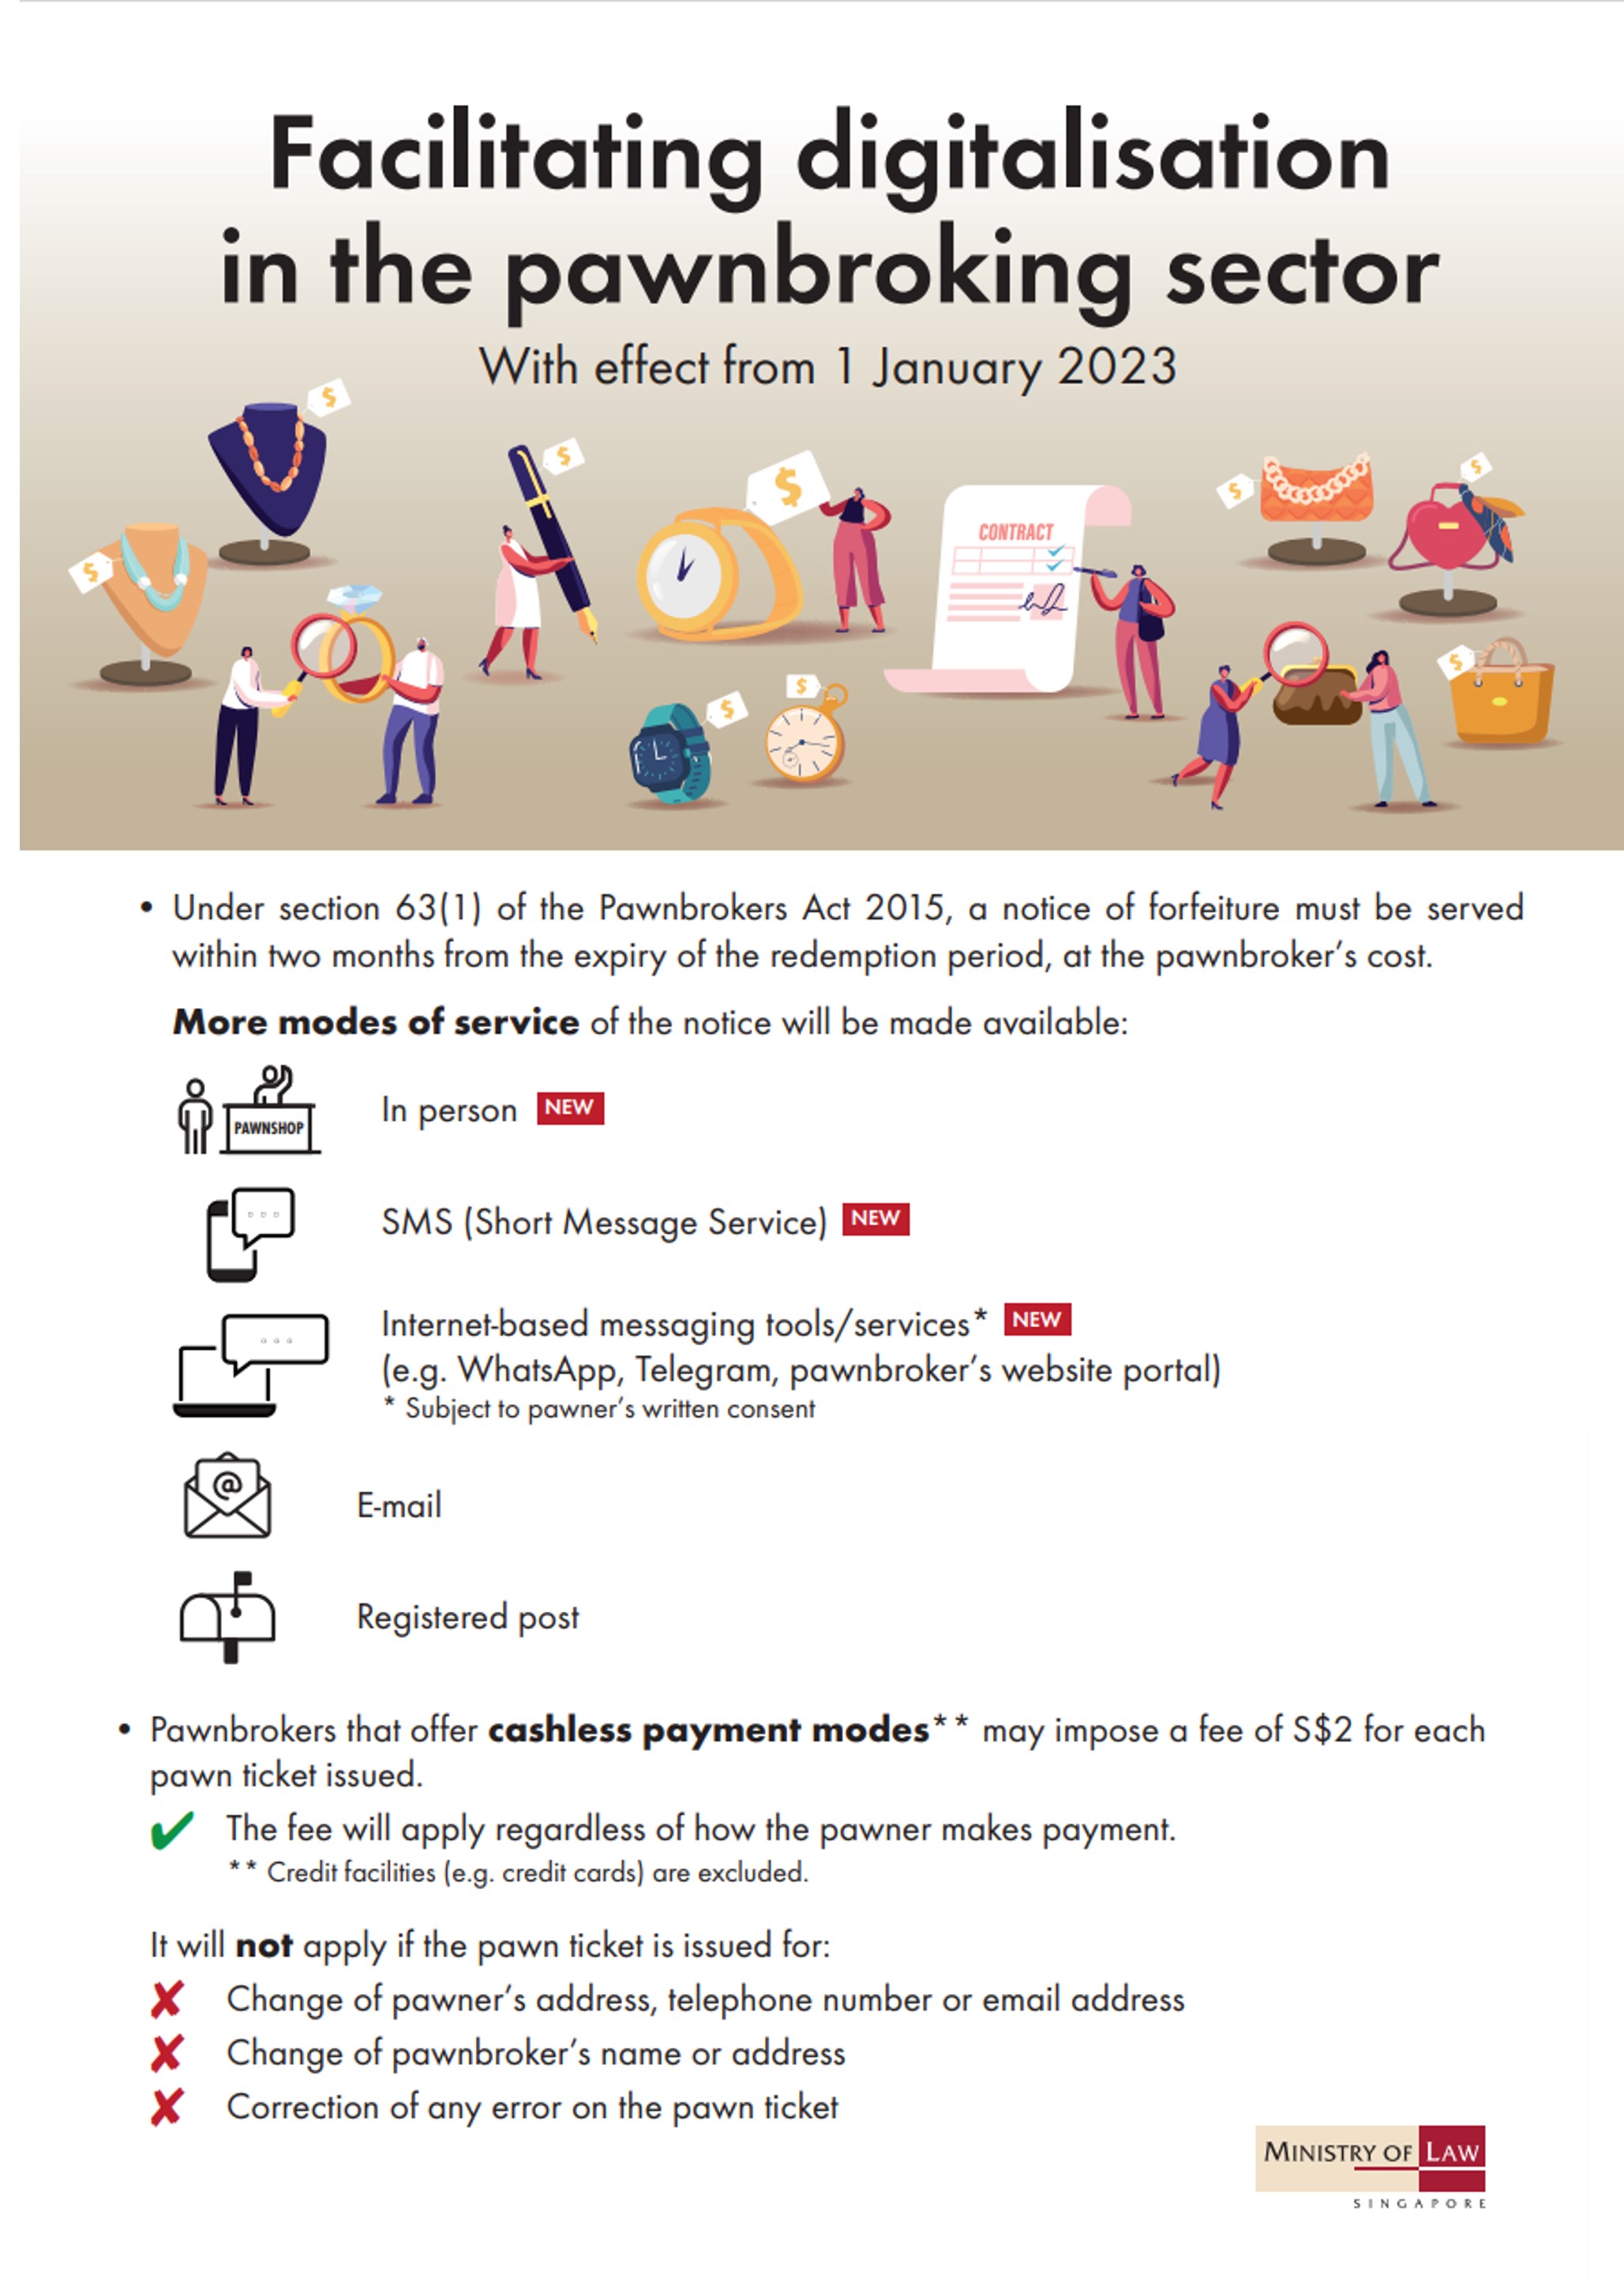 Facilitating digitalisation
in the pawnbroking sector
With effect from 1 January 2023
$
$
$
$
CONTRACT
$
$
$
$
$
• Under section 63(1) of the Pawnbrokers Act 2015, a notice of forfeiture must be served
within two months from the expiry of the redemption period, at the pawnbroker's cost.
More modes of service of the notice will be made available:
PAWNSHOP
In person NEW
SMS (Short Message Service) NEW
Internet-based messaging tools/services* NEW
(e.g. WhatsApp, Telegram, pawnbroker's website portal)
* Subject to pawner's written consent
@
E-mail
Registered post
• Pawnbrokers that offer cashless payment modes** may impose a fee of S$2 for each
pawn ticket issued.
✔ The fee will apply regardless of how the pawner makes payment.
** Credit facilities (e.g. credit cards) are excluded.
It will not apply if the pawn ticket is issued for:
✘ Change of pawner's address, telephone number or email address
✘ Change of pawnbroker's name or address
✘ Correction of any error on the pawn ticket
MINISTRY OF LAW
SINGAPORE